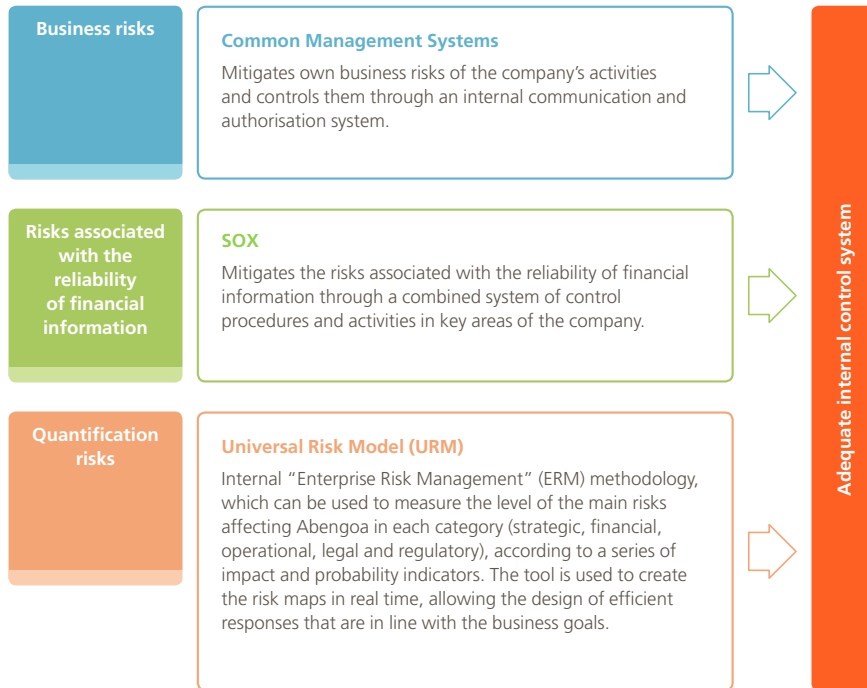 Business risks
Common Management Systems
Mitigates own business risks of the company's activities
and controls them through an internal communication and
authorisation system.
Risks associated
with the
reliability
of financial
information
SOX
Mitigates the risks associated with the reliability of financial
information through a combined system of control
procedures and activities in key areas of the company.
Quantification
risks
Universal Risk Model (URM)
Internal “Enterprise Risk Management” (ERM) methodology,
which can be used to measure the level of the main risks
affecting Abengoa in each category (strategic, financial,
operational, legal and regulatory), according to a series of
impact and probability indicators. The tool is used to create
the risk maps in real time, allowing the design of efficient
responses that are in line with the business goals.
Adequate internal control system